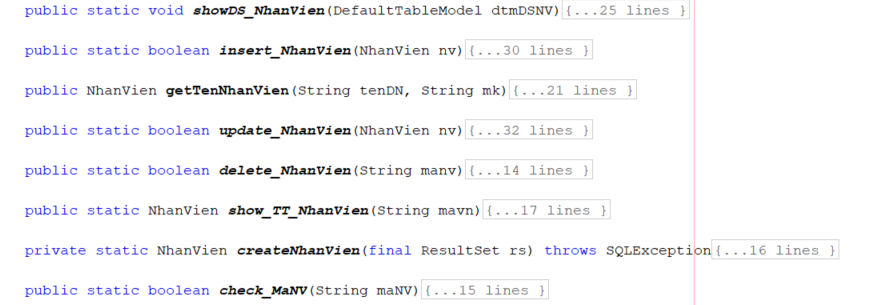 public static void showDS_NhanVien(DefaultTableModel dtmDSNV){...25 lines }
public static boolean insert_NhanVien(NhanVien nv){...30 lines }
public NhanVien getTenNhanVien(String tenDN, String mk){...21 lines }
public static boolean update_NhanVien(NhanVien nv){...32 lines }
public static boolean delete_NhanVien(String manv){...14 lines }
public static NhanVien show_TT_NhanVien(String mavn){...17 lines }
private static NhanVien createNhanVien(final ResultSet rs) throws SQLException{...16 lines }
public static boolean check_MaNV(String maNV){...15 lines }